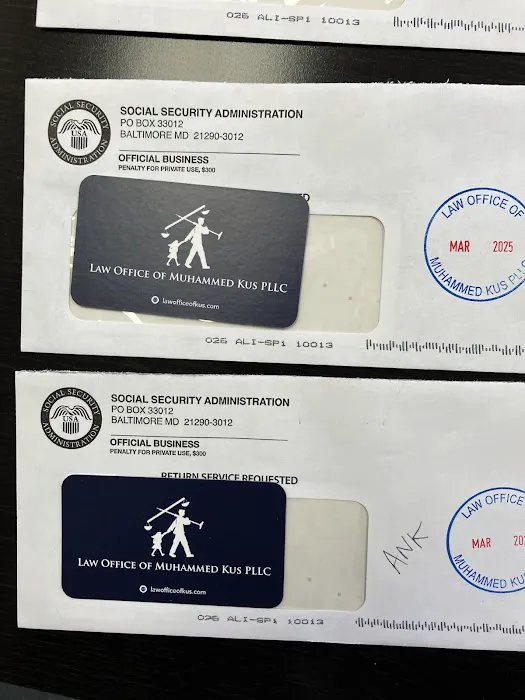 026 ALI-SP1 10013
SOCIAL SECURITY ADMINISTRATION
USA
SOCIAL SECURITY ADMINISTRATION
PO BOX 33012
BALTIMORE MD 21290-3012
OFFICIAL BUSINESS
PENALTY FOR PRIVATE USE, $300
LAW OFFICE OF MUHAMMED KUS PLLC
lawofficeofkus.com
LAW OFFICE OF
MAR 2025
MUHAMMED KUS PLLC
026 ALI-SP1 10013
SOCIAL SECURITY ADMINISTRATION
USA
SOCIAL SECURITY ADMINISTRATION
PO BOX 33012
BALTIMORE MD 21290-3012
OFFICIAL BUSINESS
PENALTY FOR PRIVATE USE, $300
RETURN SERVICE REQUESTED
LAW OFFICE OF MUHAMMED KUS PLLC
lawofficeofkus.com
ANK
LAW OFFICE
MAR 202
MUHAMMED KUS
026 ALI-SP1 10013